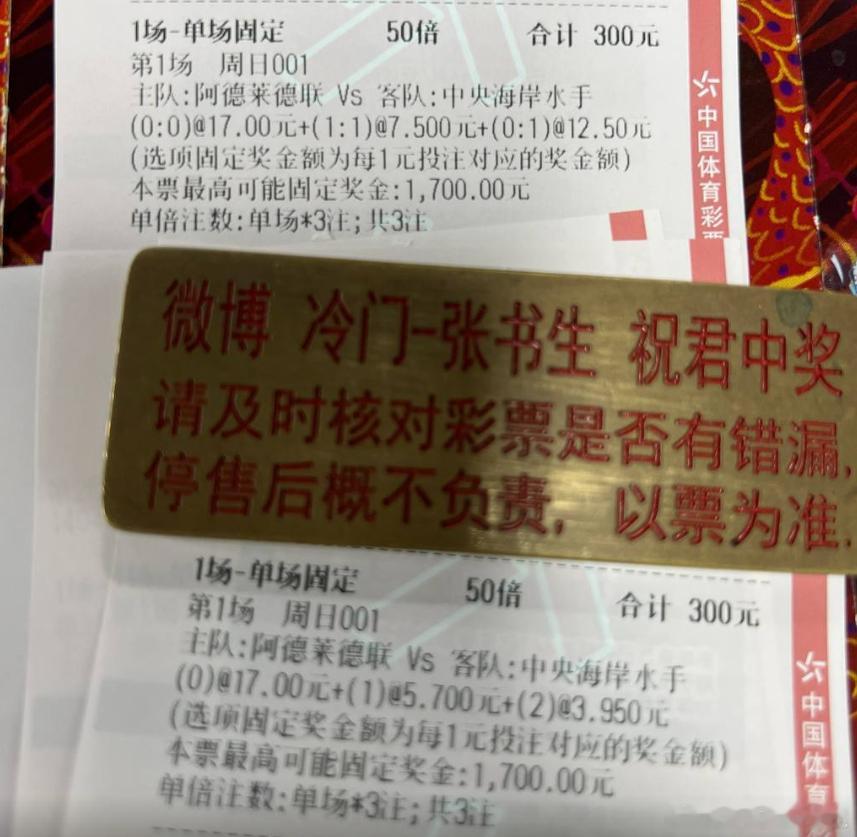 1场-单场固定 50倍 合计 300元
第1场 周日001
主队:阿德莱德联 Vs 客队:中央海岸水手
(0:0)@17.00元+(1:1)@7.500元+(0:1)@12.50元
(选项固定奖金额为每1元投注对应的奖金额)
本票最高可能固定奖金:1,700.00元
单倍注数:单场*3注;共3注
中国体育彩票
微博 冷门-张书生 祝君中奖
请及时核对彩票是否有错漏,
停售后概不负责, 以票为准.
1场-单场固定 50倍 合计 300元
第1场 周日001
主队:阿德莱德联 Vs 客队:中央海岸水手
(0)@17.00元+(1)@5.700元+(2)@3.950元
(选项固定奖金额为每1元投注对应的奖金额)
本票最高可能固定奖金:1,700.00元
单倍注数:单场*3注;共3注
中国体育